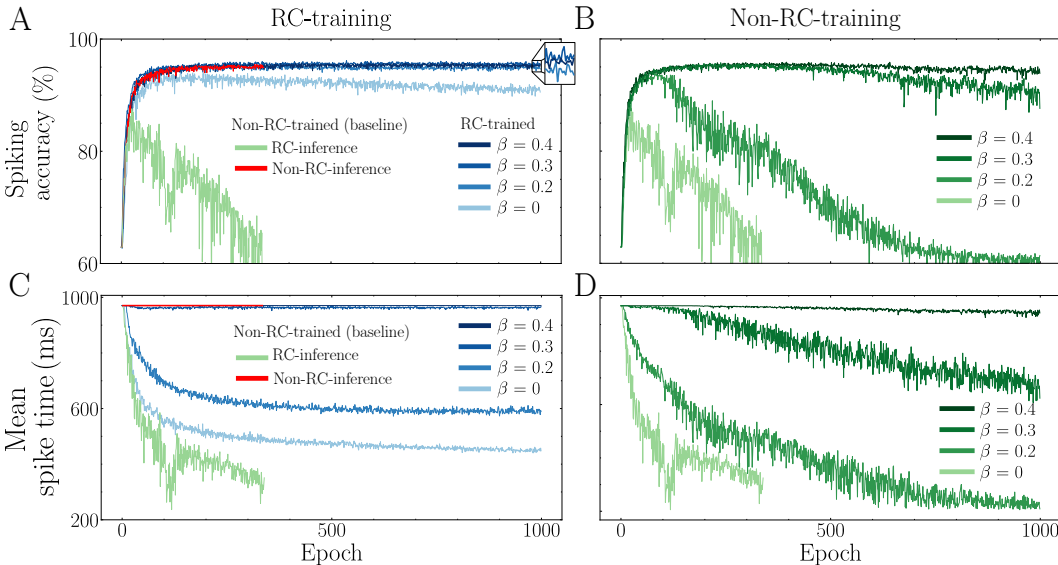 RC-training
Non-RC-training
A
B
100
80
60
Spiking
accuracy (%)
Non-RC-trained (baseline)
RC-inference
Non-RC-inference
RC-trained
β = 0.4
β = 0.3
β = 0.2
β = 0
β = 0.4
β = 0.3
β = 0.2
β = 0
C
D
1000
600
200
Mean
spike time (ms)
Non-RC-trained (baseline)
RC-inference
Non-RC-inference
β = 0.4
β = 0.3
β = 0.2
β = 0
β = 0.4
β = 0.3
β = 0.2
β = 0
0
500
1000
Epoch
0
500
1000
Epoch